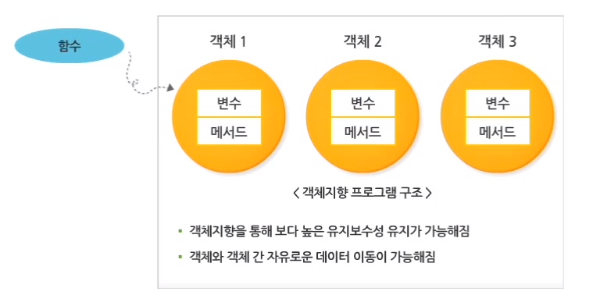 함수
객체 1
객체 2
객체 3
변수
메서드
변수
메서드
변수
메서드
< 객체지향 프로그램 구조 >
• 객체지향을 통해 보다 높은 유지보수성 유지가 가능해짐
• 객체와 객체 간 자유로운 데이터 이동이 가능해짐